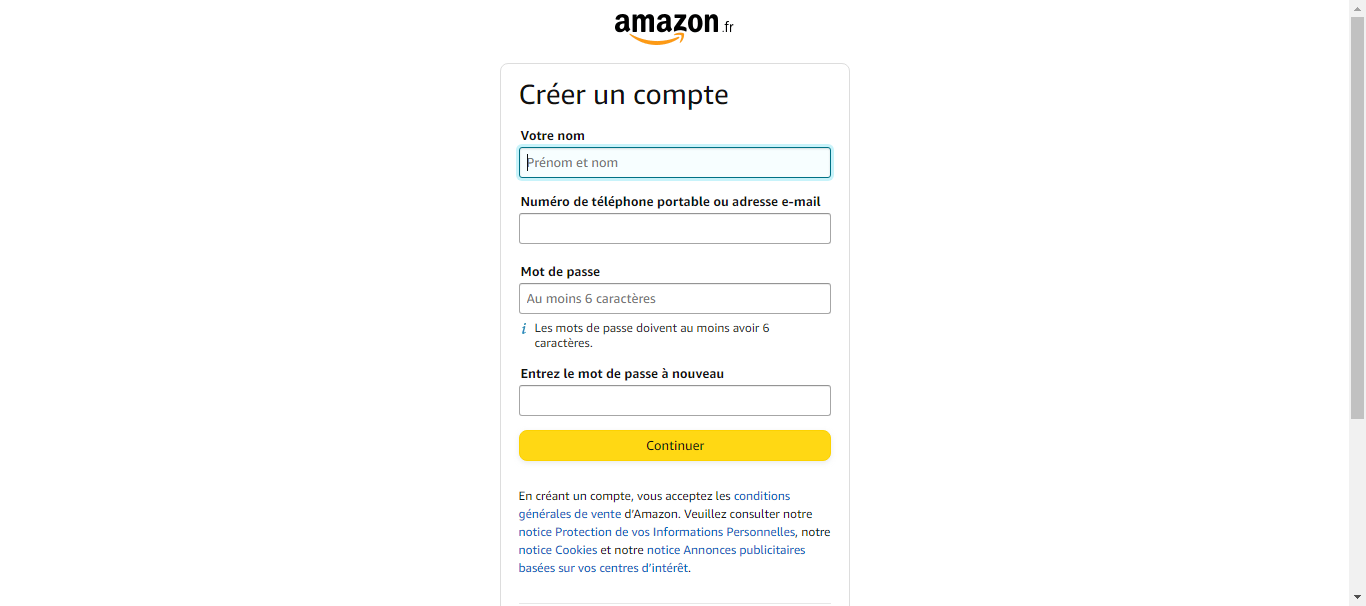 amazon.fr
Créer un compte
Votre nom
Prénom et nom
Numéro de téléphone portable ou adresse e-mail
Mot de passe
Au moins 6 caractères
i Les mots de passe doivent au moins avoir 6
caractères.
Entrez le mot de passe à nouveau
Continuer
En créant un compte, vous acceptez les conditions
générales de vente d’Amazon. Veuillez consulter notre
notice Protection de vos Informations Personnelles, notre
notice Cookies et notre notice Annonces publicitaires
basées sur vos centres d’intérêt.